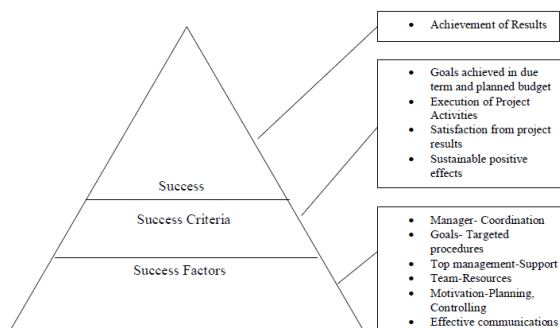 Achievement of Results
Goals achieved in due
term and planned budget
Execution of Project
Activities
Satisfaction from project
results
Sustainable positive
effects
Success
Success Criteria
Success Factors
Manager- Coordination
Goals- Targeted
procedures
Top management-Support
Team-Resources
Motivation-Planning,
Controlling
Effective communications